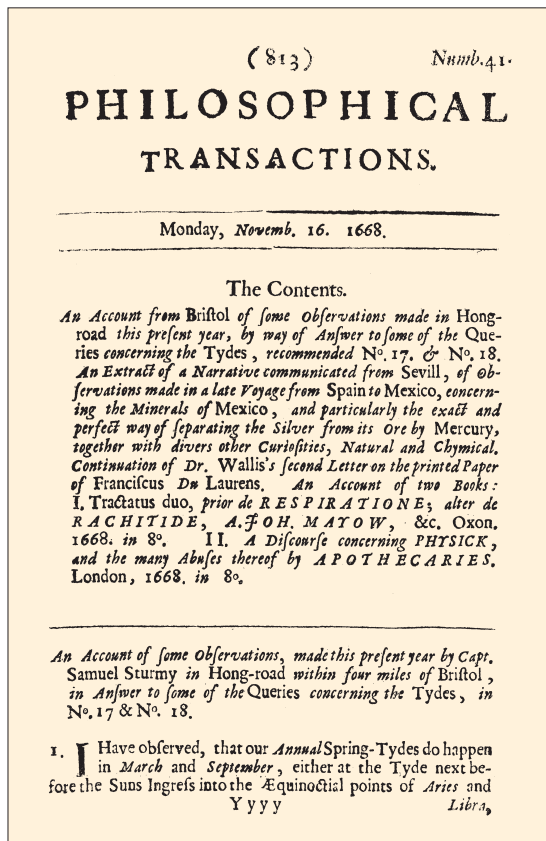 (813) Numb.41.
PHILOSOPHICAL
TRANSACTIONS.
Monday, Novemb. 16. 1668.
The Contents.
An Account from Briſtol of ſome Obſervations made in Hong-
road this preſent year, by way of Anſwer to ſome of the Que-
ries concerning the Tydes, recommended Nº. 17. & Nº. 18.
An Extract of a Narrative communicated from Sevill, of Ob-
ſervations made in a late Voyage from Spain to Mexico, concern-
ing the Minerals of Mexico, and particularly the exact and
perfect way of ſeparating the Silver from its Ore by Mercury,
together with divers other Curioſities, Natural and Chymical.
Continuation of Dr. Wallis's ſecond Letter on the printed Paper
of Franciſcus Du Laurens. An Account of two Books:
I. Tractatus duo, prior de RESPIRATIONE; alter de
RACHITIDE, A. JOH. MAYOW, &c. Oxon.
1668. in 8º. II. A Diſcourſe concerning PHYSICK,
and the many Abuſes thereof by APOTHECARIES.
London, 1668. in 8º.
An Account of ſome Obſervations, made this preſent year by Capt.
Samuel Sturmy in Hong-road within four miles of Briſtol,
in Anſwer to ſome of the Queries concerning the Tydes, in
Nº. 17 & Nº. 18.
1. I Have obſerved, that our Annual Spring-Tydes do happen
in March and September, either at the Tyde next be-
fore the Suns Ingreſs into the Æquinoctial points of Aries and
Yyyy Libra,